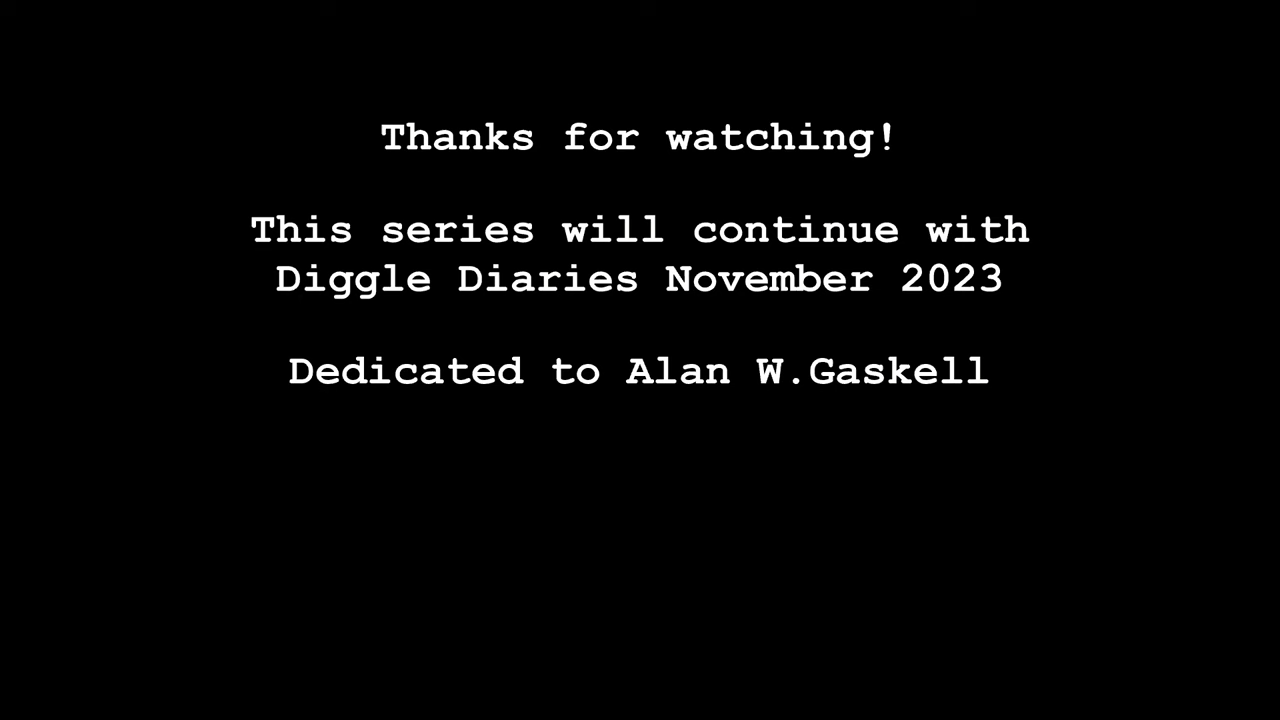 Thanks for watching!
This series will continue with
Diggle Diaries November 2023
Dedicated to Alan W.Gaskell